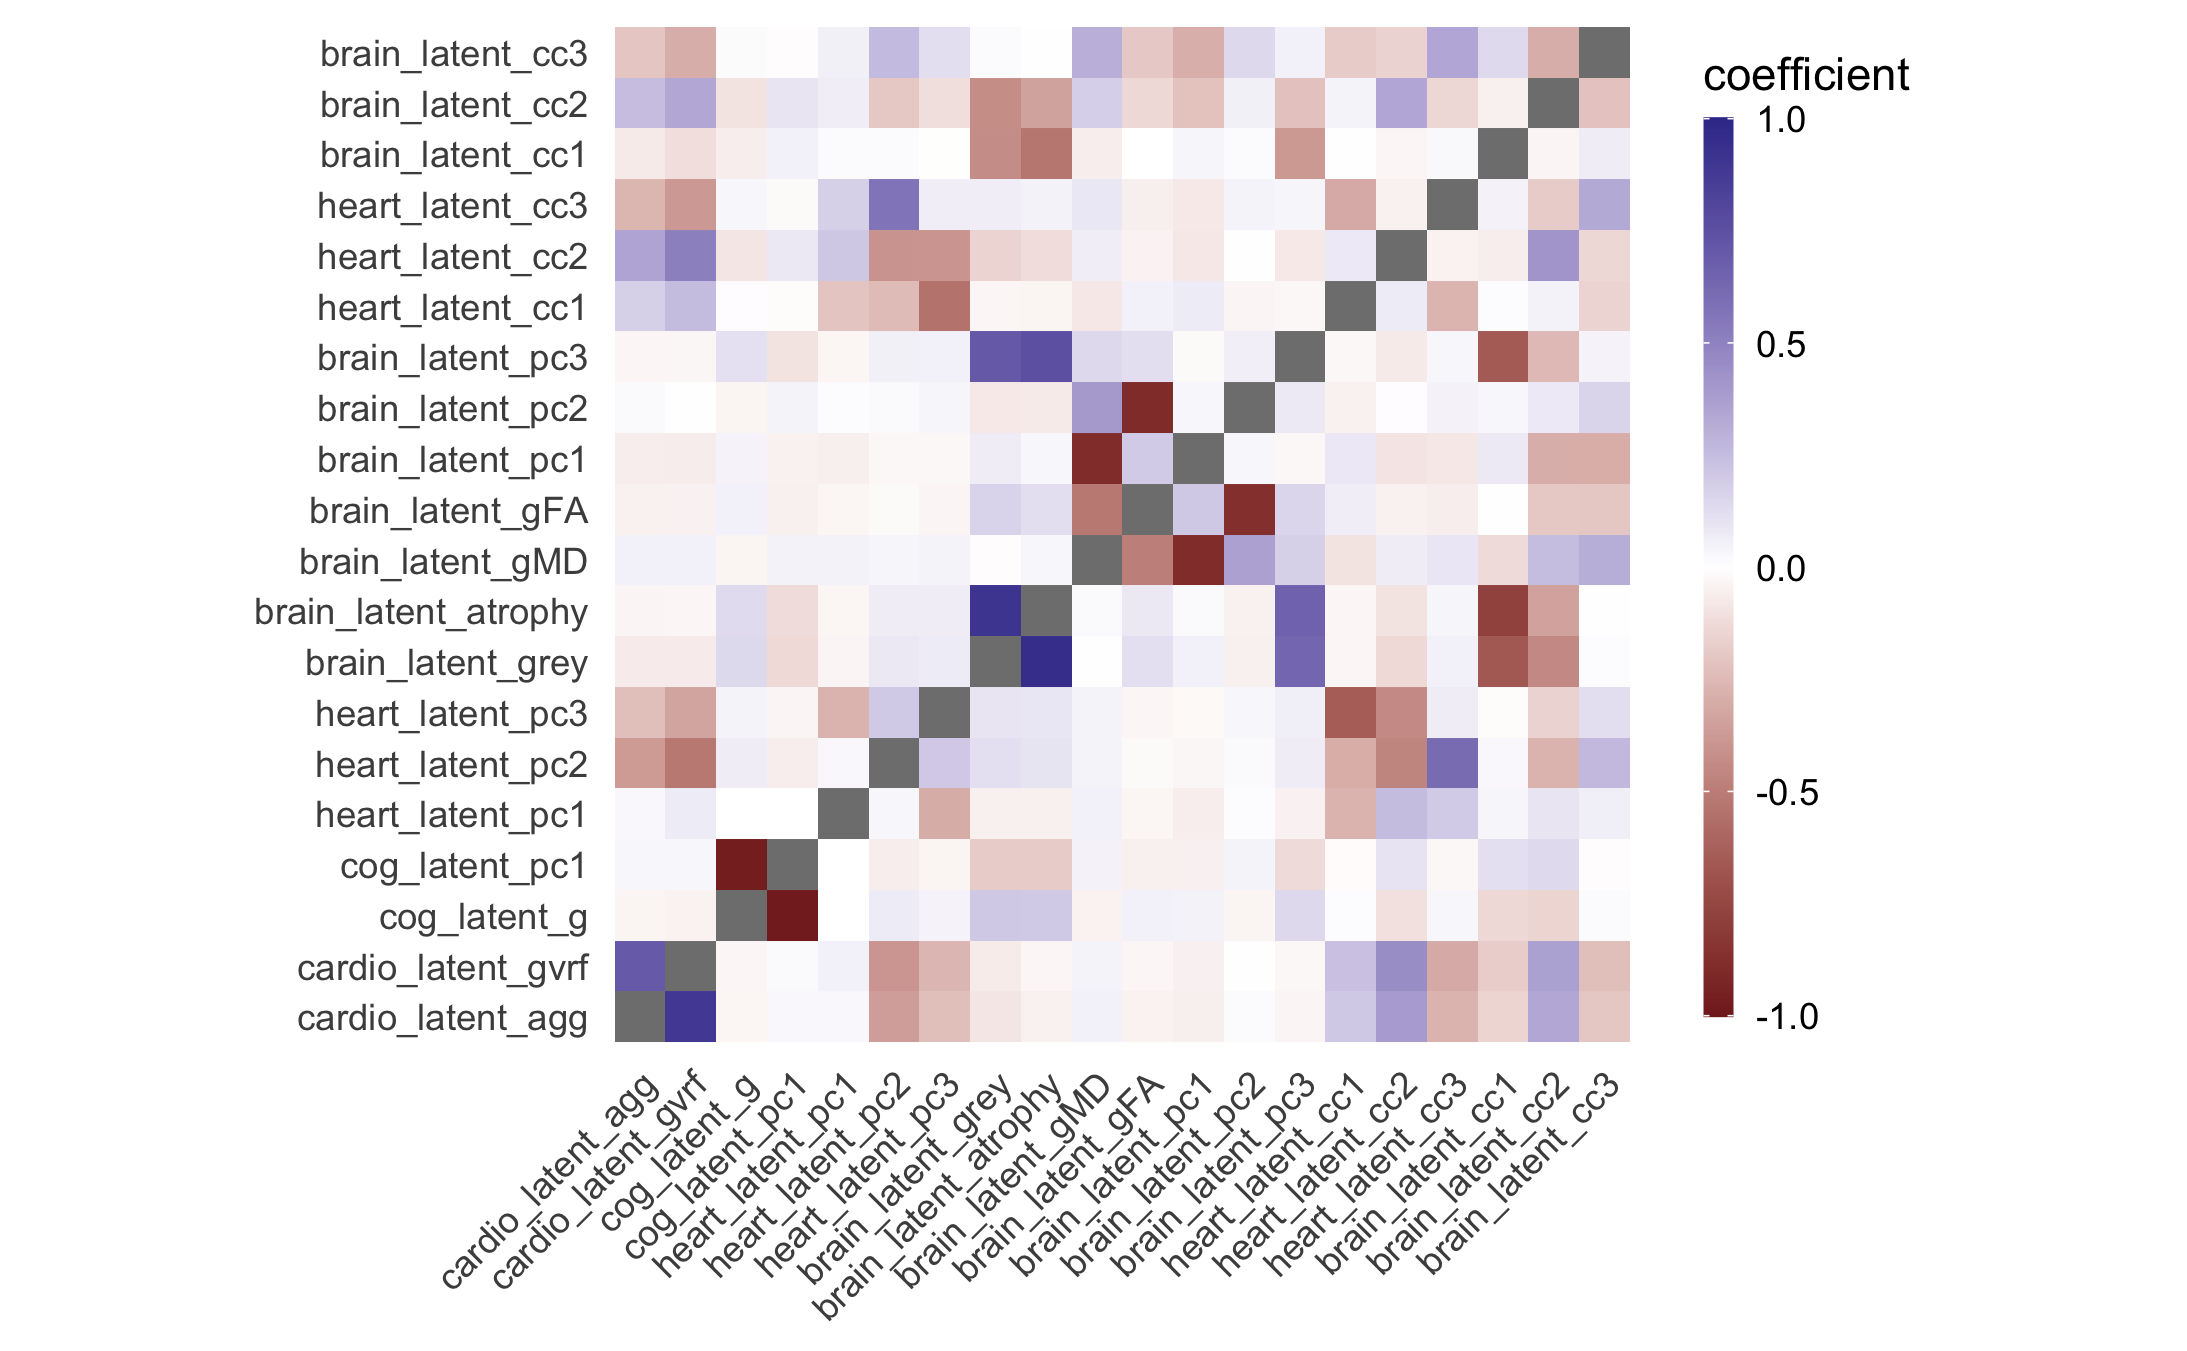 brain_latent_cc3
brain_latent_cc2
brain_latent_cc1
heart_latent_cc3
heart_latent_cc2
heart_latent_cc1
brain_latent_pc3
brain_latent_pc2
brain_latent_pc1
brain_latent_gFA
brain_latent_gMD
brain_latent_atrophy
brain_latent_grey
heart_latent_pc3
heart_latent_pc2
heart_latent_pc1
cog_latent_pc1
cog_latent_g
cardio_latent_gvrf
cardio_latent_agg
cardio_latent_agg
cardio_latent_gvrf
cog_latent_g
cog_latent_pc1
heart_latent_pc1
heart_latent_pc2
heart_latent_pc3
brain_latent_grey
brain_latent_atrophy
brain_latent_gMD
brain_latent_gFA
brain_latent_pc1
brain_latent_pc2
brain_latent_pc3
heart_latent_cc1
heart_latent_cc2
heart_latent_cc3
brain_latent_cc1
brain_latent_cc2
brain_latent_cc3
coefficient
1.0
0.5
0.0
-0.5
-1.0